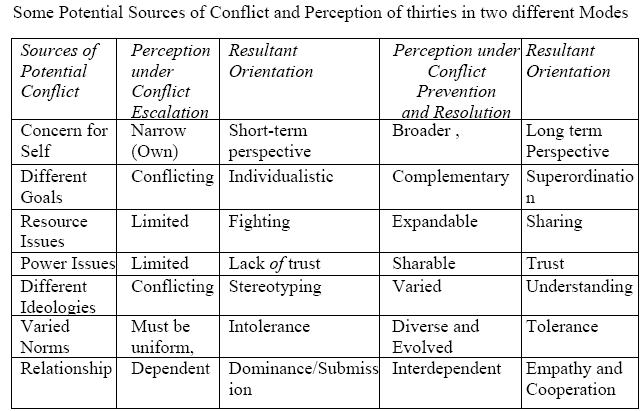 Some Potential Sources of Conflict and Perception of thirties in two different Modes
Sources of Potential Conflict | Perception under Conflict Escalation | Resultant Orientation | Perception under Conflict Prevention and Resolution | Resultant Orientation
Concern for Self | Narrow (Own) | Short-term perspective | Broader , | Long term Perspective
Different Goals | Conflicting | Individualistic | Complementary | Superordination
Resource Issues | Limited | Fighting | Expandable | Sharing
Power Issues | Limited | Lack of trust | Sharable | Trust
Different Ideologies | Conflicting | Stereotyping | Varied | Understanding
Varied Norms | Must be uniform, | Intolerance | Diverse and Evolved | Tolerance
Relationship | Dependent | Dominance/Submission | Interdependent | Empathy and Cooperation